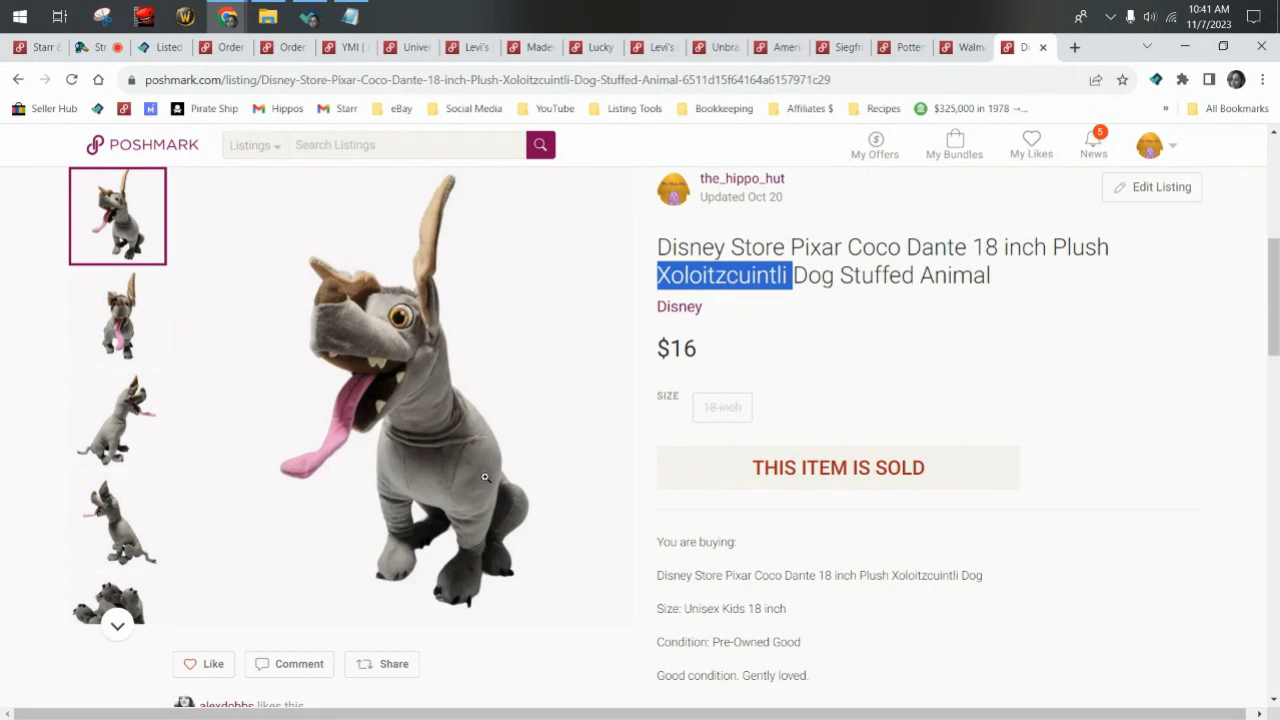 10:41 AM
11/7/2023
Starr &
Str
Listed
Order
Order
YMI | J
Univer
Levi's
Madew
Lucky
Levi's
Unbra
Ameri
Siegfri
Potter
Walma
Di
poshmark.com/listing/Disney-Store-Pixar-Coco-Dante-18-inch-Plush-Xoloitzcuintli-Dog-Stuffed-Animal-6511d15f64164a6157971c29
Seller Hub
Pirate Ship
Hippos
Starr
eBay
Social Media
YouTube
Listing Tools
Bookkeeping
Affiliates $
Recipes
$325,000 in 1978 →...
»
All Bookmarks
POSHMARK
Listings
Search Listings
My Offers
My Bundles
My Likes
5
News
the_hippo_hut
Updated Oct 20
Edit Listing
Disney Store Pixar Coco Dante 18 inch Plush
Xoloitzcuintli Dog Stuffed Animal
Disney
$16
SIZE
18 inch
THIS ITEM IS SOLD
You are buying:
Disney Store Pixar Coco Dante 18 inch Plush Xoloitzcuintli Dog
Size: Unisex Kids 18 inch
Condition: Pre-Owned Good
Good condition. Gently loved.
Like
Comment
Share
alexdobbs likes this